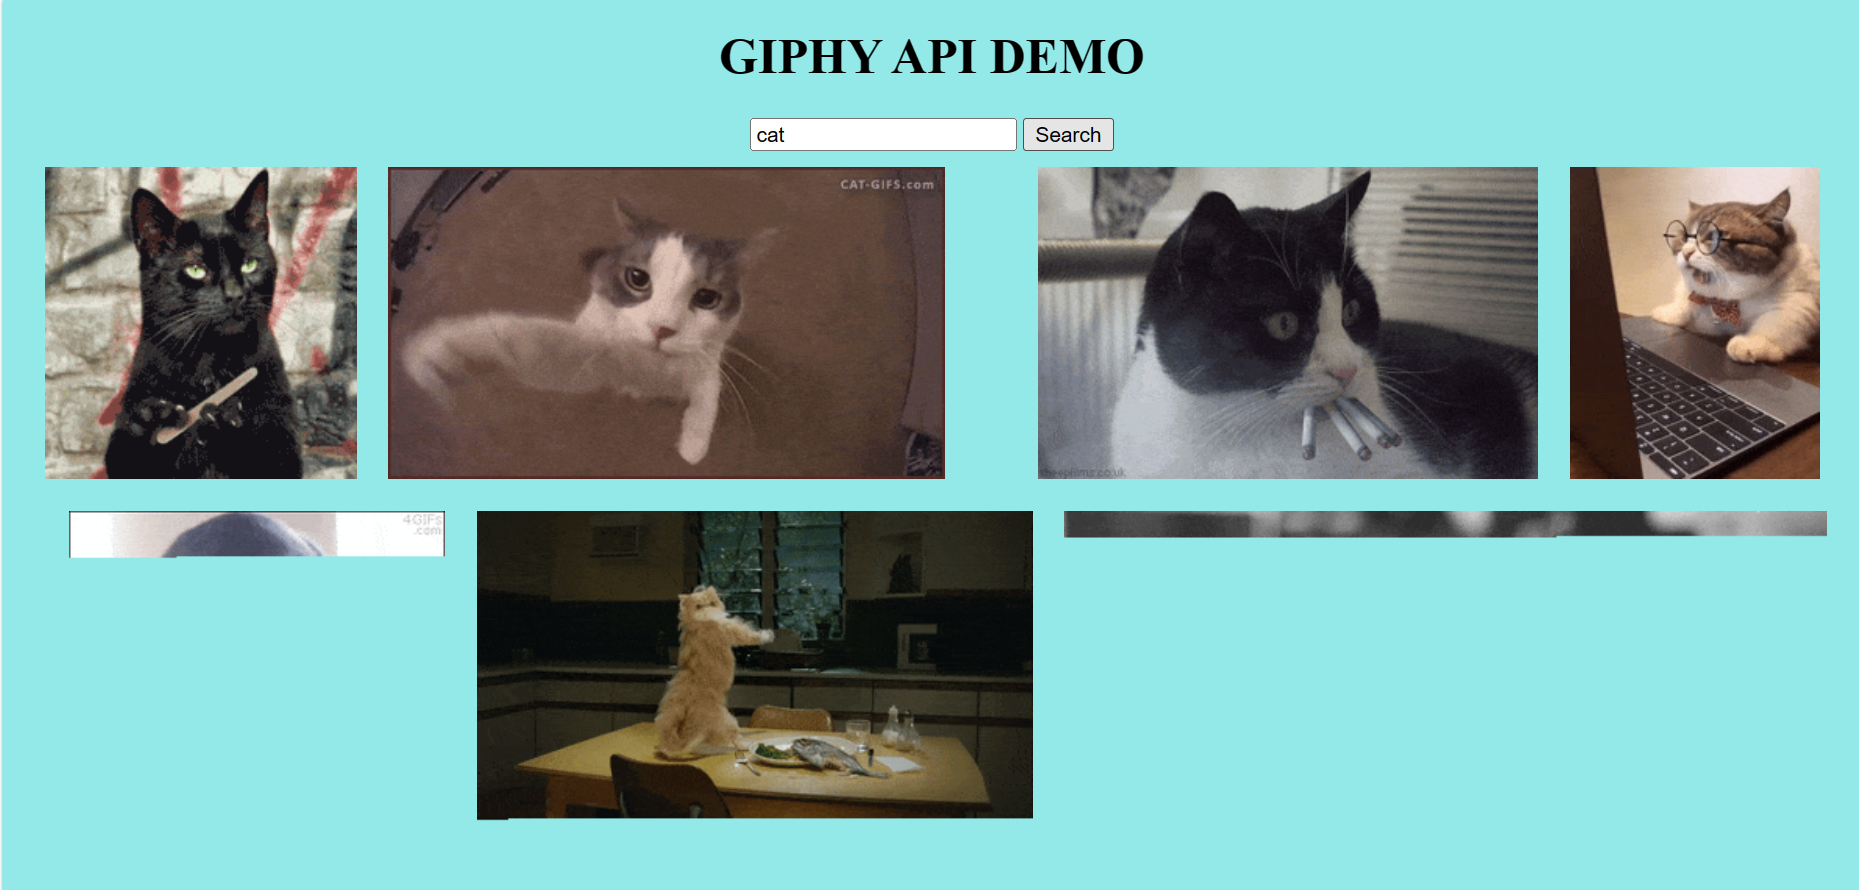 GIPHY API DEMO
cat
Search
CAT-GIFS.com
4GIFs
.com